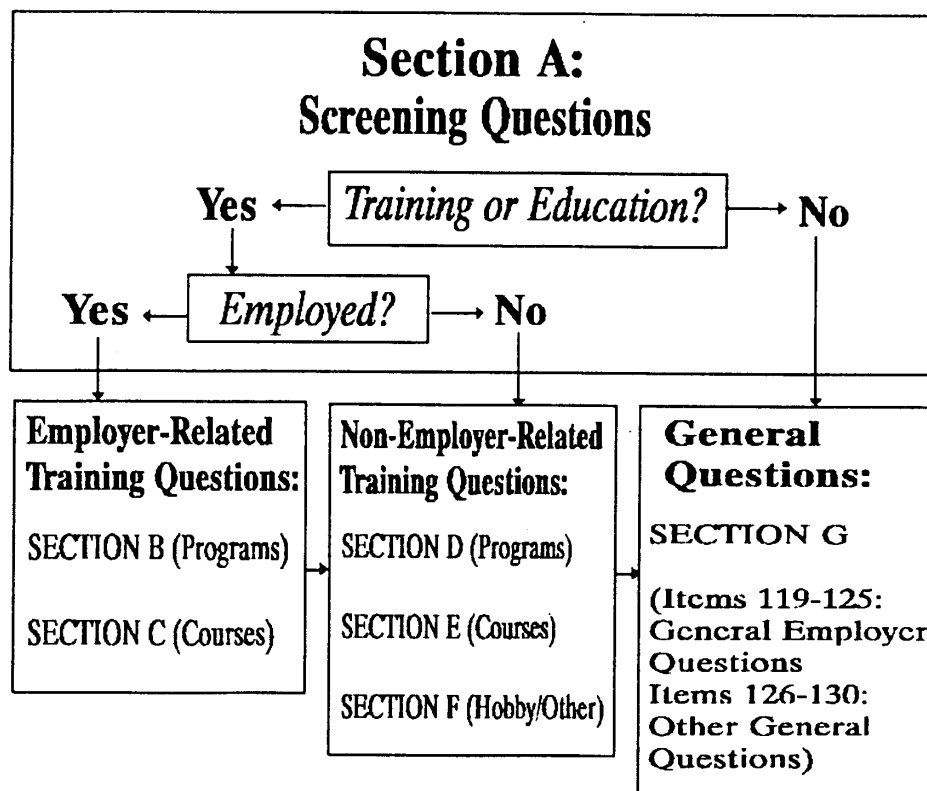 Section A:
Screening Questions
Yes
Training or Education?
No
Yes
Employed?
No
Employer-Related
Training Questions:
SECTION B (Programs)
SECTION C (Courses)
Non-Employer-Related
Training Questions:
SECTION D (Programs)
SECTION E (Courses)
SECTION F (Hobby/Other)
General
Questions:
SECTION G
(Items 119-125:
General Employer
Questions
Items 126-130:
Other General
Questions)